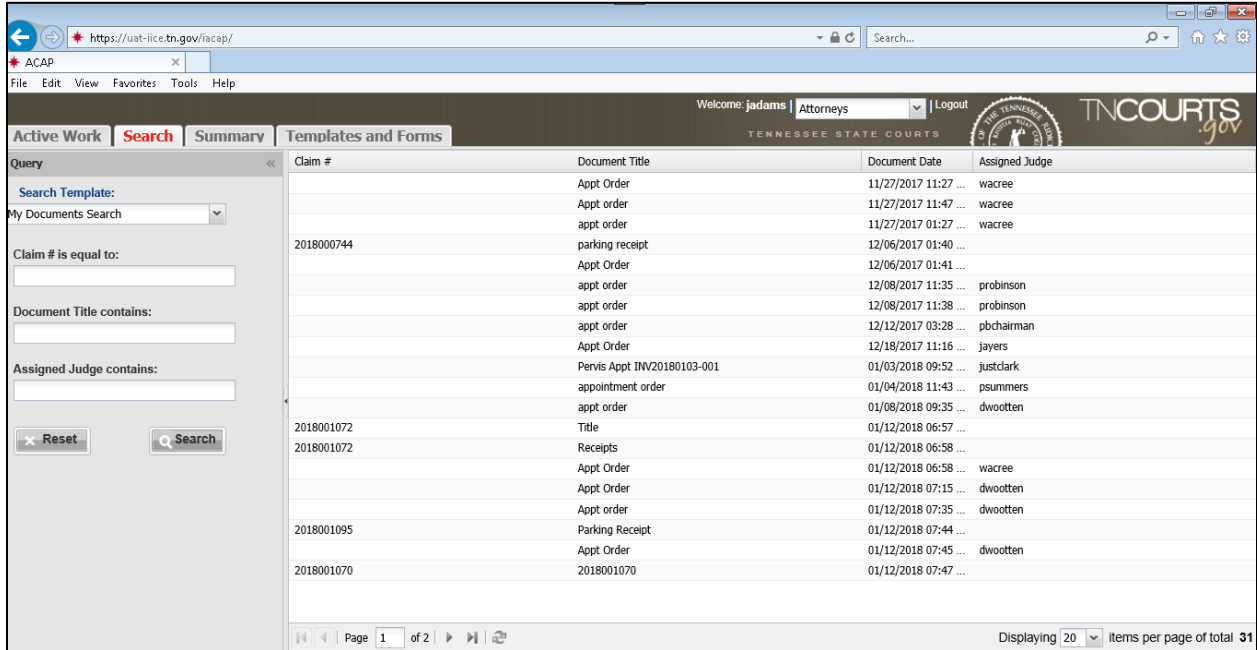 https://uat-iice.tn.gov/iacap/
Search...
ACAP
File Edit View Favorites Tools Help
Welcome: jadams | Attorneys | Logout
TENNESSEE STATE COURTS
TNCOURTS
.gov
Active Work Search Summary Templates and Forms
Query
Search Template:
My Documents Search
Claim # is equal to:
Document Title contains:
Assigned Judge contains:
Reset Search
Claim # Document Title Document Date Assigned Judge
Appt Order 11/27/2017 11:27 ... wacree
Appt order 11/27/2017 11:47 ... wacree
appt order 11/27/2017 01:27 ... wacree
2018000744 parking receipt 12/06/2017 01:40 ...
Appt Order 12/06/2017 01:41 ...
appt order 12/08/2017 11:35 ... probinson
appt order 12/08/2017 11:38 ... probinson
appt order 12/12/2017 03:28 ... pbchairman
Appt Order 12/18/2017 11:16 ... jayers
Pervis Appt INV20180103-001 01/03/2018 09:52 ... justclark
appointment order 01/04/2018 11:43 ... psummers
appt order 01/08/2018 09:35 ... dwootten
2018001072 Title 01/12/2018 06:57 ...
2018001072 Receipts 01/12/2018 06:58 ...
Appt Order 01/12/2018 06:58 ... wacree
Appt Order 01/12/2018 07:15 ... dwootten
Appt order 01/12/2018 07:35 ... dwootten
2018001095 Parking Receipt 01/12/2018 07:44 ...
Appt Order 01/12/2018 07:45 ... dwootten
2018001070 2018001070 01/12/2018 07:47 ...
Page 1 of 2
Displaying 20 items per page of total 31